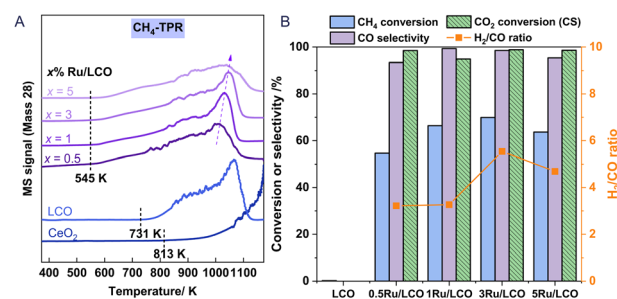 A
CH₄-TPR
x% Ru/LCO
x = 5
x = 3
x = 1
x = 0.5
545 K
LCO
731 K
CeO₂
813 K
MS signal (Mass 28)
400 500 600 700 800 900 1000 1100
Temperature/ K
B
CH₄ conversion
CO₂ conversion (CS)
CO selectivity
H₂/CO ratio
100
80
60
40
20
0
Conversion or selectivity /%
10
8
6
4
2
0
H₂/CO ratio
LCO 0.5Ru/LCO 1Ru/LCO 3Ru/LCO 5Ru/LCO